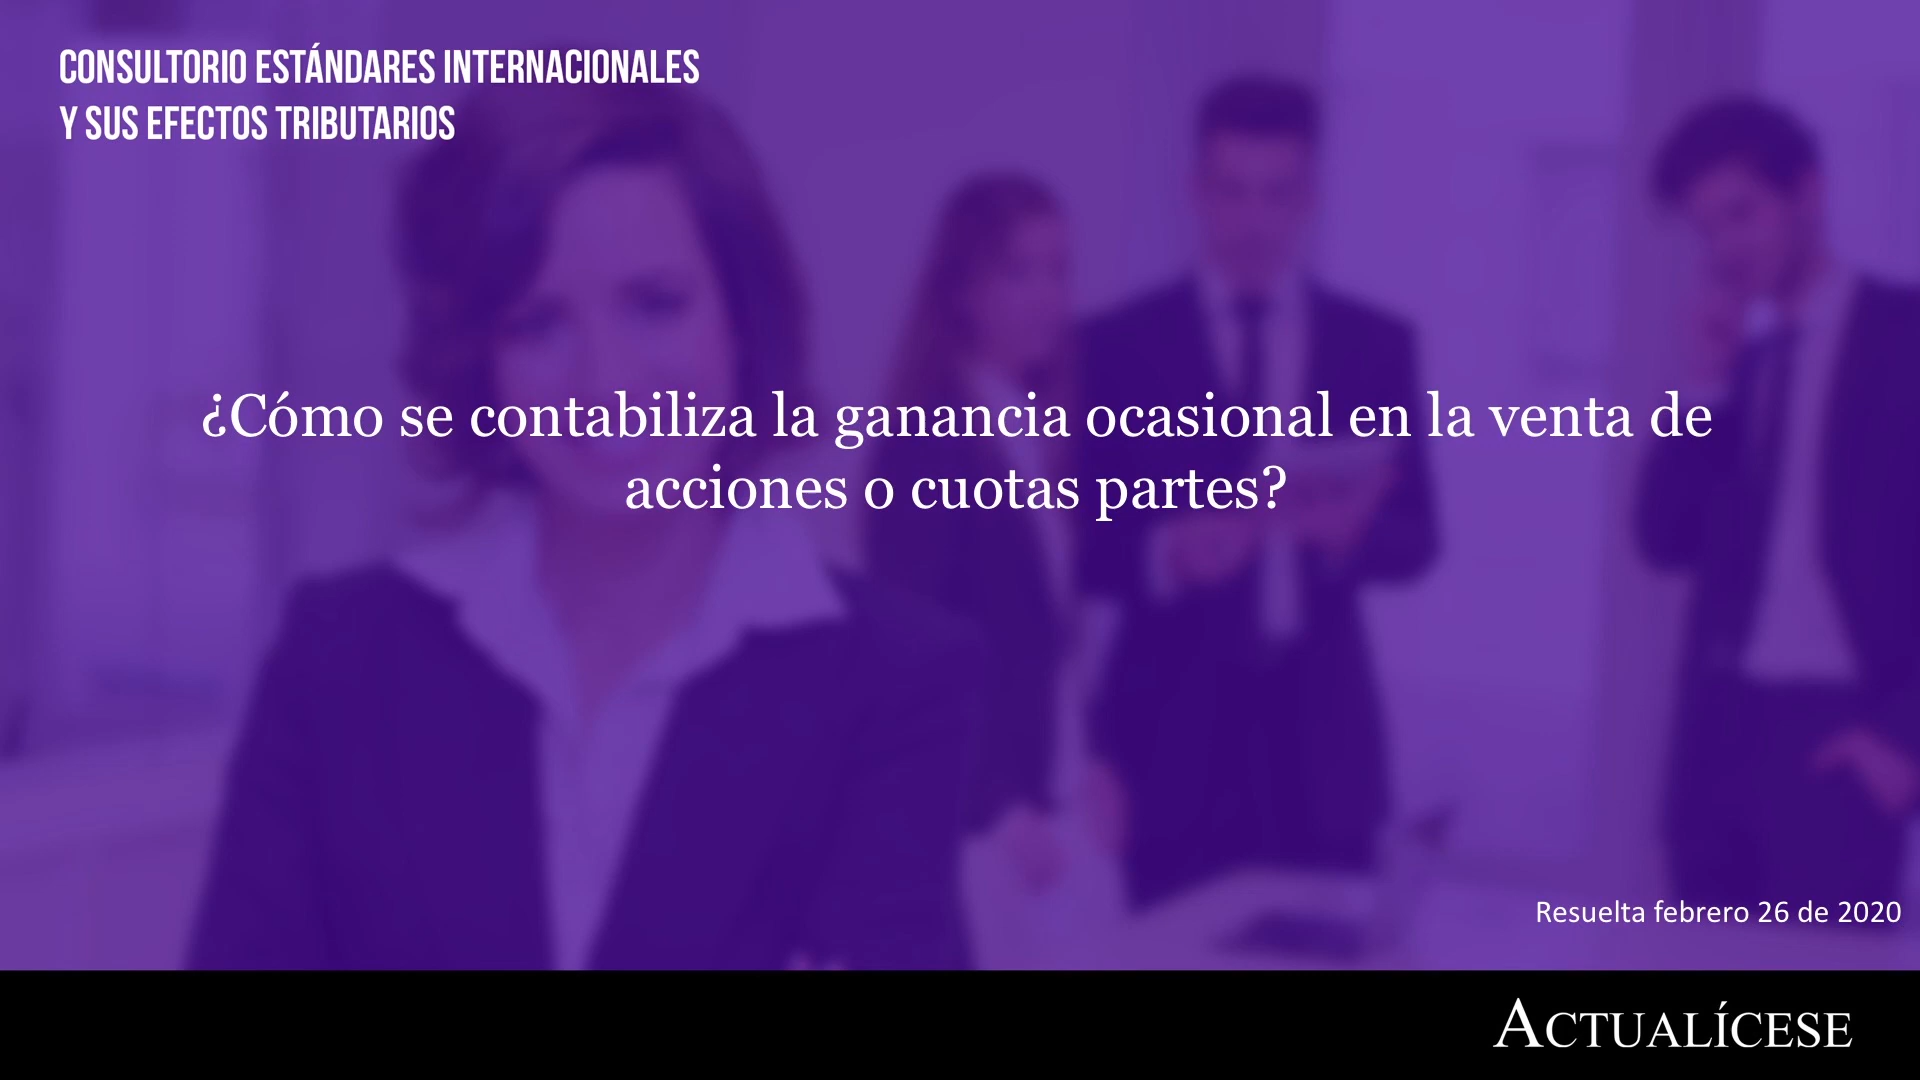 CONSULTORIO ESTÁNDARES INTERNACIONALES
Y SUS EFECTOS TRIBUTARIOS
¿Cómo se contabiliza la ganancia ocasional en la venta de
acciones o cuotas partes?
Resuelta febrero 26 de 2020
ACTUALÍCESE